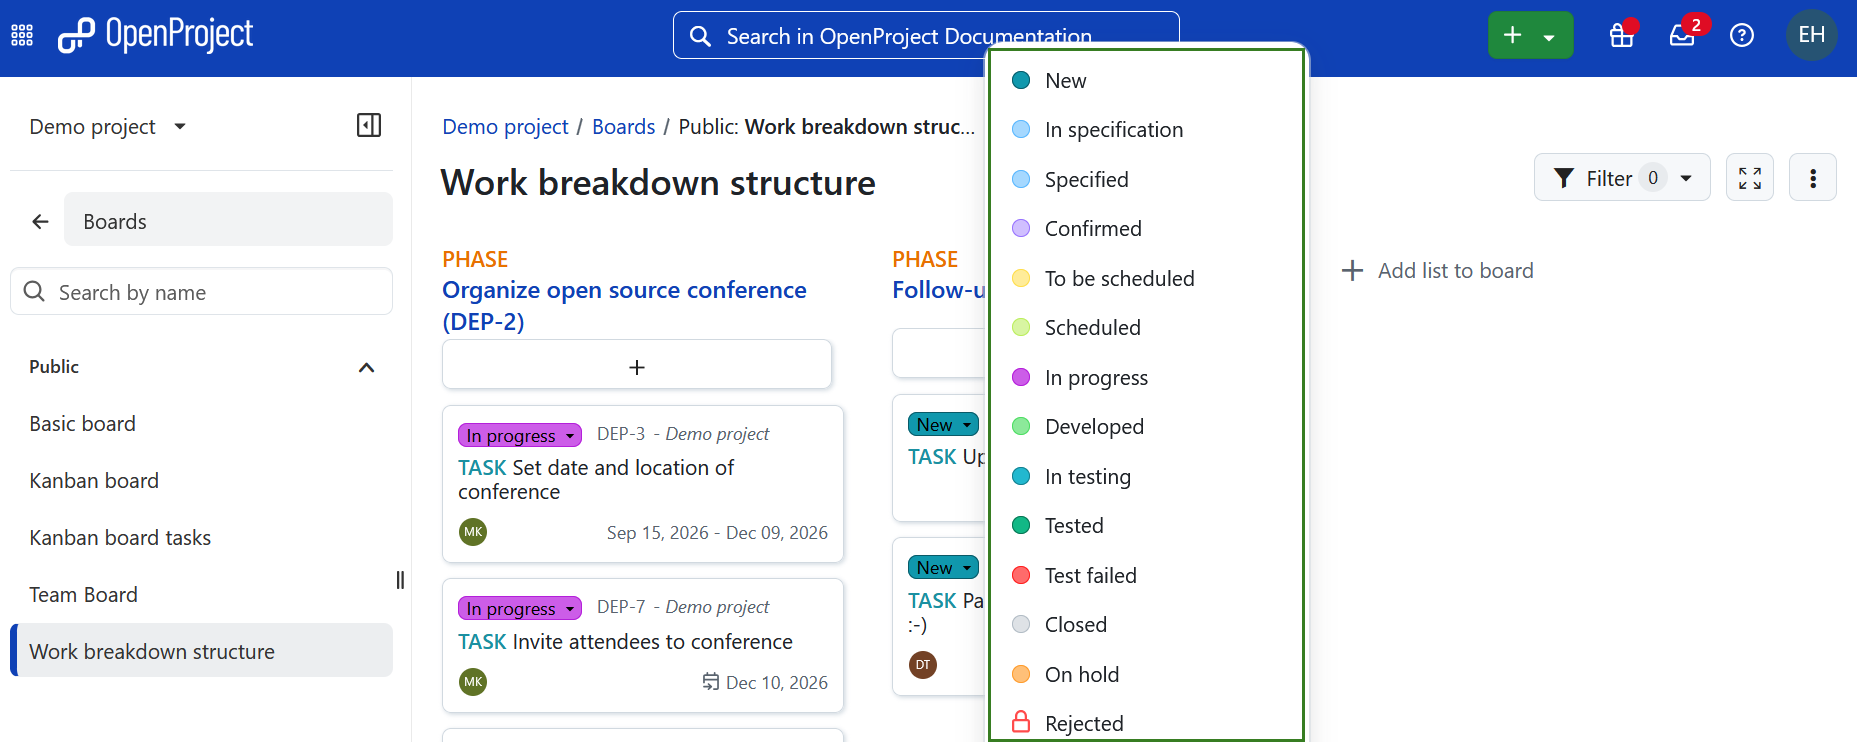 OpenProject
Search in OpenProject Documentation
2
EH
Demo project
Boards
Search by name
Public
Basic board
Kanban board
Kanban board tasks
Team Board
Work breakdown structure
Demo project / Boards / Public: Work breakdown struc...
Work breakdown structure
Filter 0
PHASE
Organize open source conference
(DEP-2)
+
In progress DEP-3 - Demo project
TASK Set date and location of
conference
MK Sep 15, 2026 - Dec 09, 2026
In progress DEP-7 - Demo project
TASK Invite attendees to conference
MK Dec 10, 2026
PHASE
Follow-u
New
TASK Up
New
TASK Pa
:-)
DT
New
In specification
Specified
Confirmed
To be scheduled
Scheduled
In progress
Developed
In testing
Tested
Test failed
Closed
On hold
Rejected
+ Add list to board